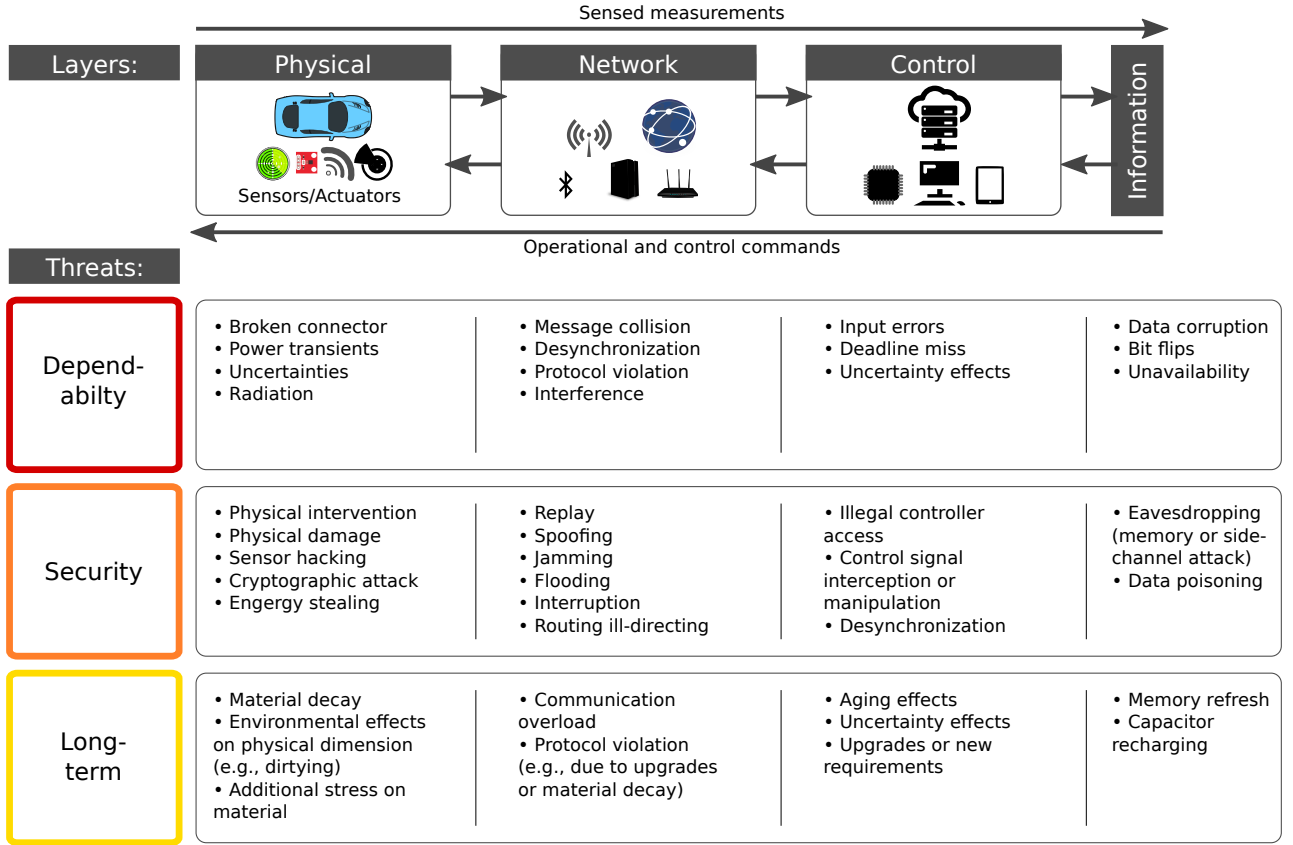 Sensed measurements
Layers:
Physical
Network
Control
Information
Sensors/Actuators
Operational and control commands
Threats:
Depend-
abilty
• Broken connector
• Power transients
• Uncertainties
• Radiation
• Message collision
• Desynchronization
• Protocol violation
• Interference
• Input errors
• Deadline miss
• Uncertainty effects
• Data corruption
• Bit flips
• Unavailability
Security
• Physical intervention
• Physical damage
• Sensor hacking
• Cryptographic attack
• Engergy stealing
• Replay
• Spoofing
• Jamming
• Flooding
• Interruption
• Routing ill-directing
• Illegal controller
access
• Control signal
interception or
manipulation
• Desynchronization
• Eavesdropping
(memory or side-
channel attack)
• Data poisoning
Long-
term
• Material decay
• Environmental effects
on physical dimension
(e.g., dirtying)
• Additional stress on
material
• Communication
overload
• Protocol violation
(e.g., due to upgrades
or material decay)
• Aging effects
• Uncertainty effects
• Upgrades or new
requirements
• Memory refresh
• Capacitor
recharging